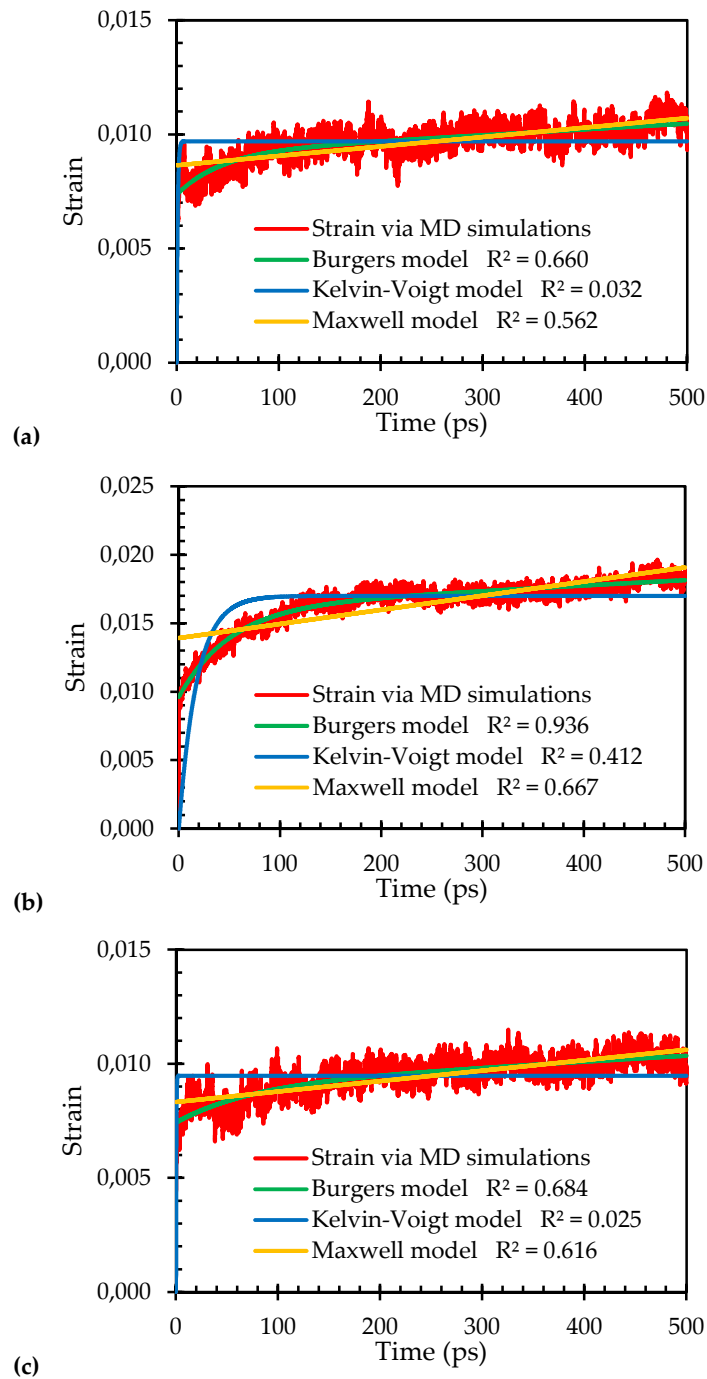 0,015
0,010
0,005
0,000
Strain
Strain via MD simulations
Burgers model R² = 0.660
Kelvin-Voigt model R² = 0.032
Maxwell model R² = 0.562
0 100 200 300 400 500
Time (ps)
(a)
0,025
0,020
0,015
0,010
0,005
0,000
Strain
Strain via MD simulations
Burgers model R² = 0.936
Kelvin-Voigt model R² = 0.412
Maxwell model R² = 0.667
0 100 200 300 400 500
Time (ps)
(b)
0,015
0,010
0,005
0,000
Strain
Strain via MD simulations
Burgers model R² = 0.684
Kelvin-Voigt model R² = 0.025
Maxwell model R² = 0.616
0 100 200 300 400 500
Time (ps)
(c)